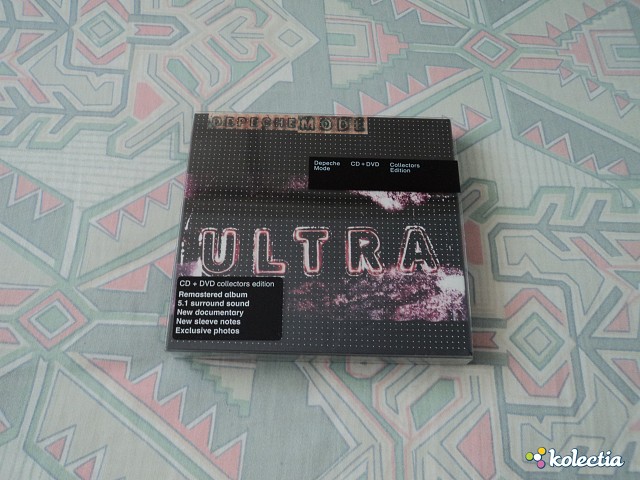 DEPECHE MODE
Depeche Mode
CD + DVD
Collectors Edition
ULTRA
CD + DVD collectors edition
Remastered album
5.1 surround sound
New documentary
New sleeve notes
Exclusive photos
kolectia